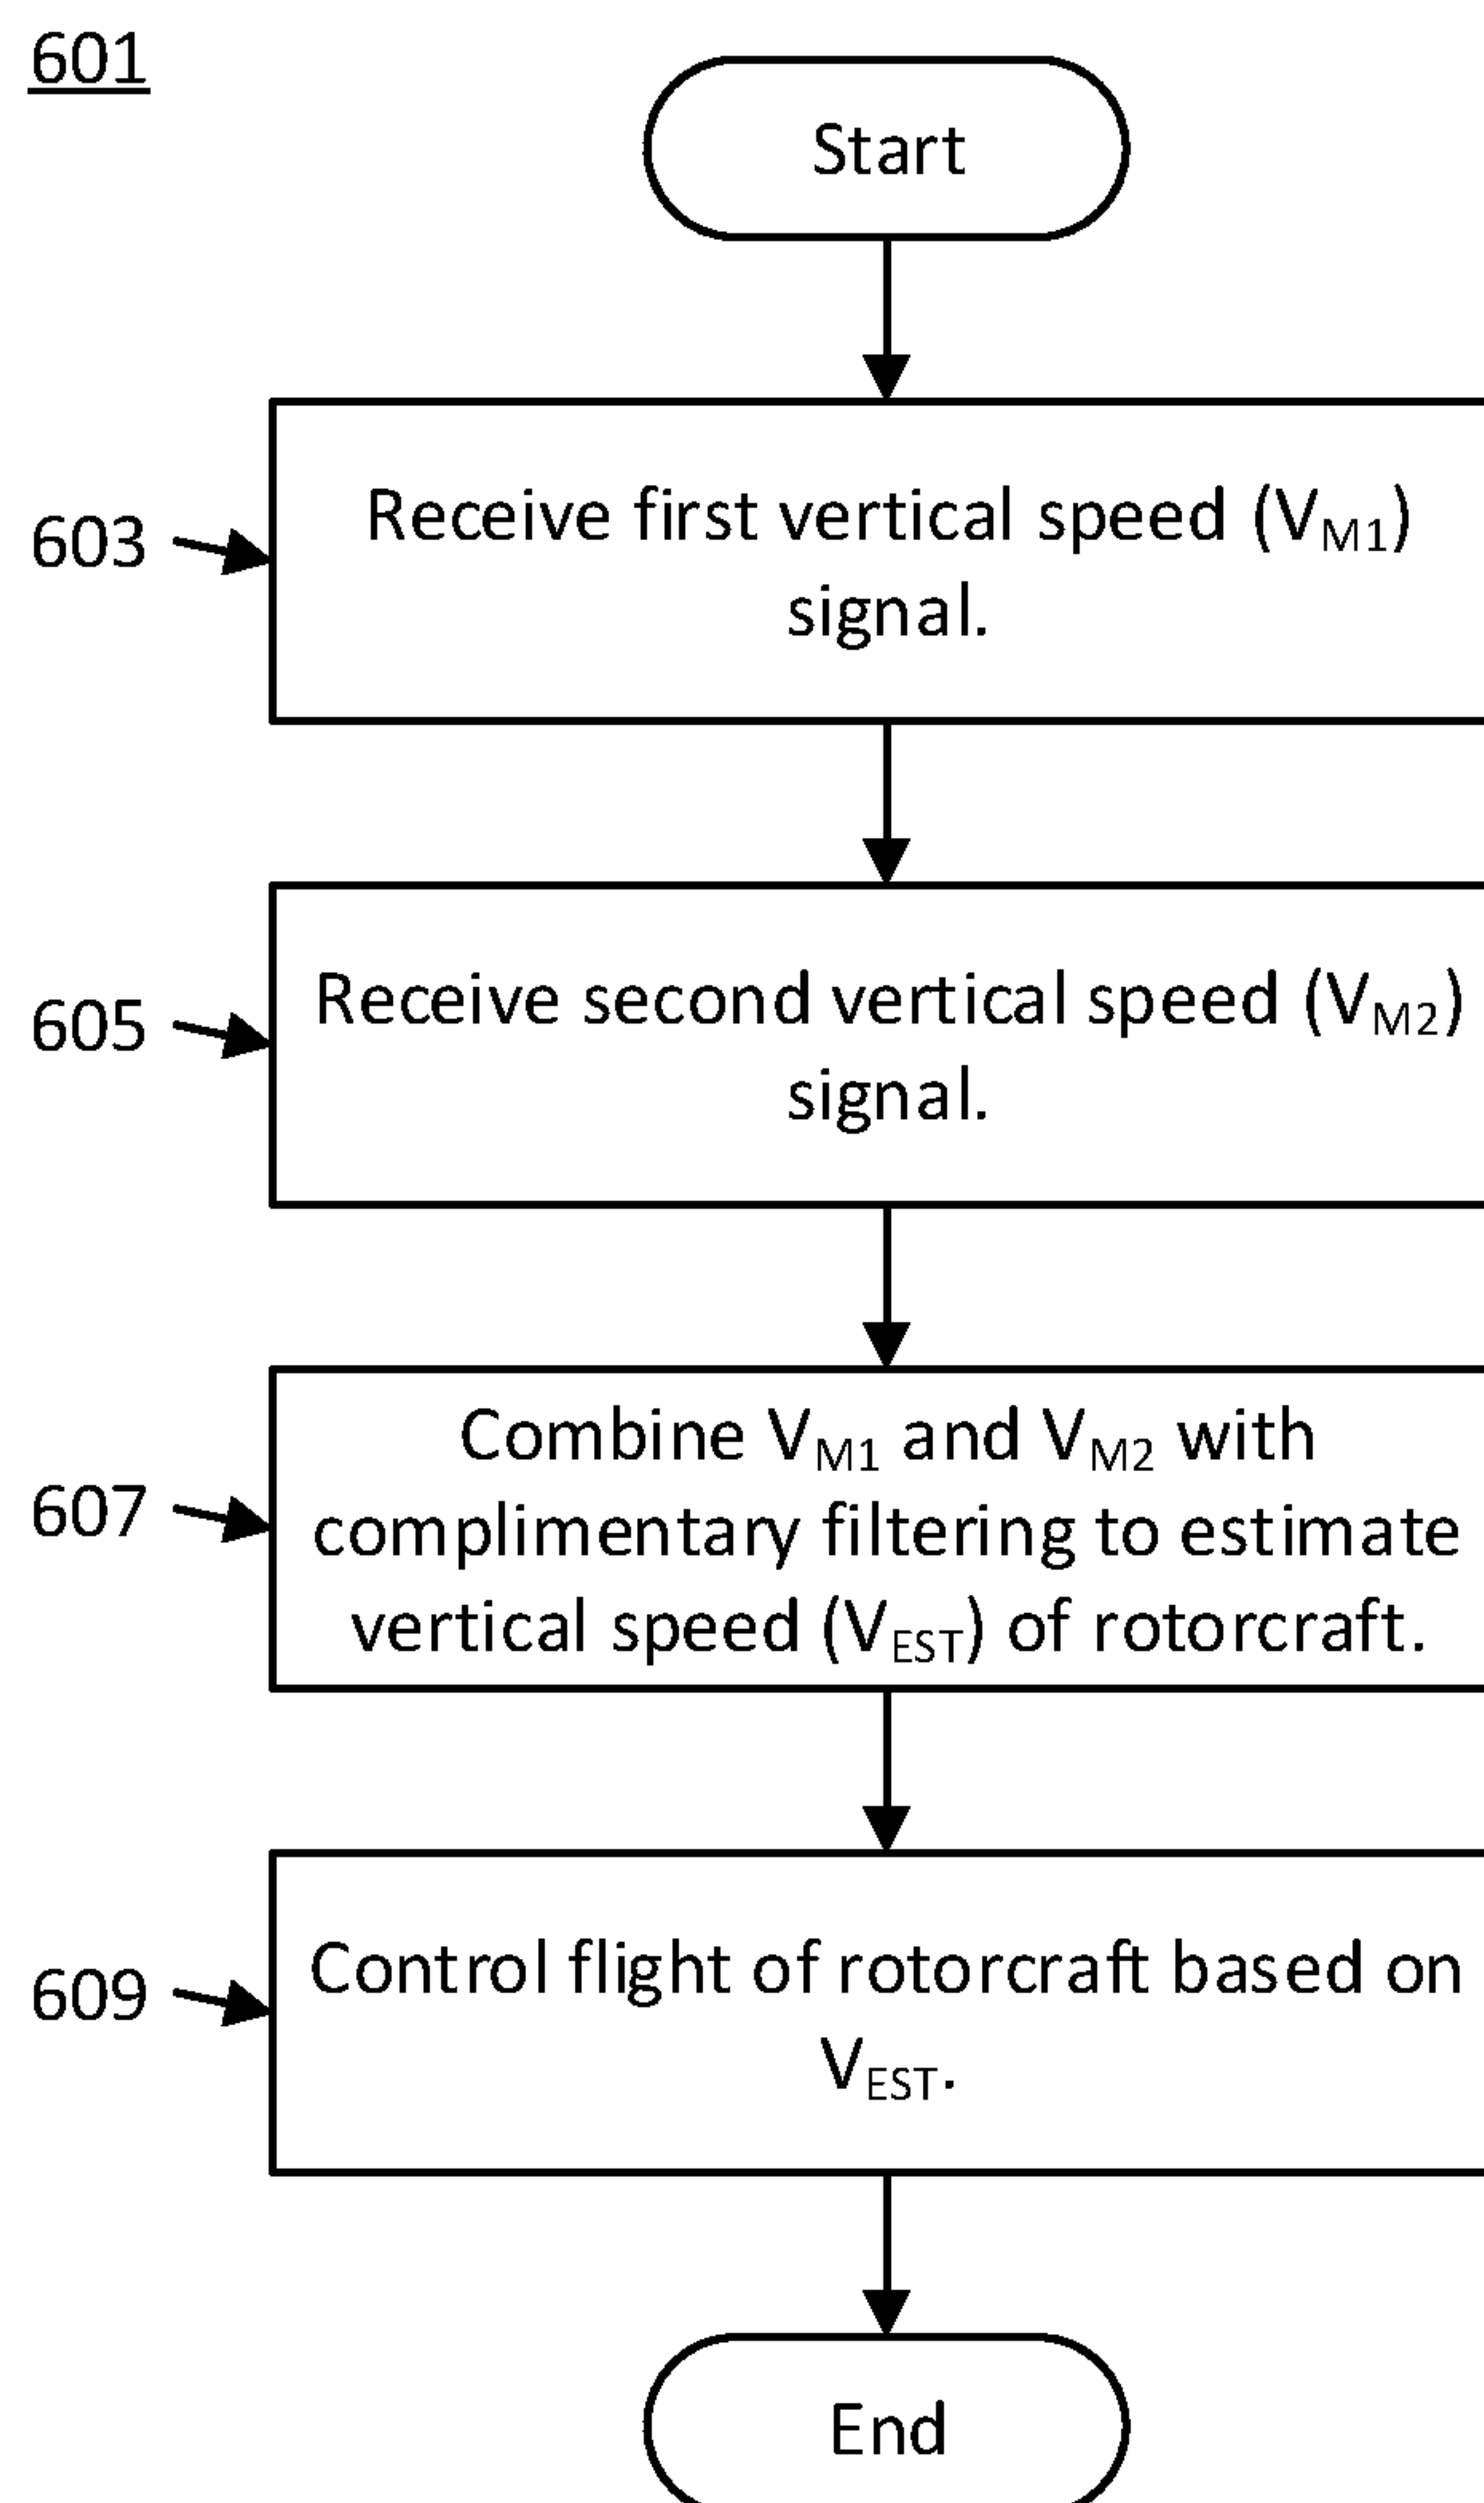 601
Start
603
Receive first vertical speed (VM1)
signal.
605
Receive second vertical speed (VM2)
signal.
607
Combine VM1 and VM2 with
complimentary filtering to estimate
vertical speed (VEST) of rotorcraft.
609
Control flight of rotorcraft based on
VEST.
End